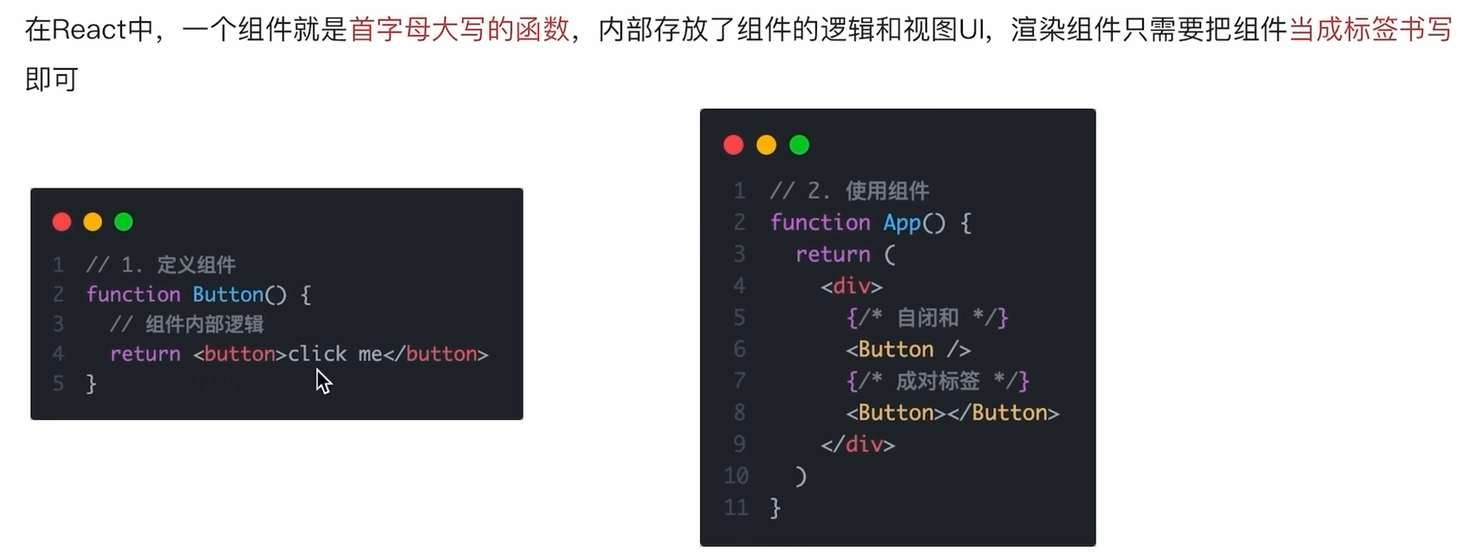 在React中，一个组件就是首字母大写的函数，内部存放了组件的逻辑和视图UI，渲染组件只需要把组件当成标签书写
即可
1 // 1. 定义组件
2 function Button() {
3   // 组件内部逻辑
4   return <button>click me</button>
5 }
1 // 2. 使用组件
2 function App() {
3   return (
4     <div>
5       {/* 自闭和 */}
6       <Button />
7       {/* 成对标签 */}
8       <Button></Button>
9     </div>
10   )
11 }